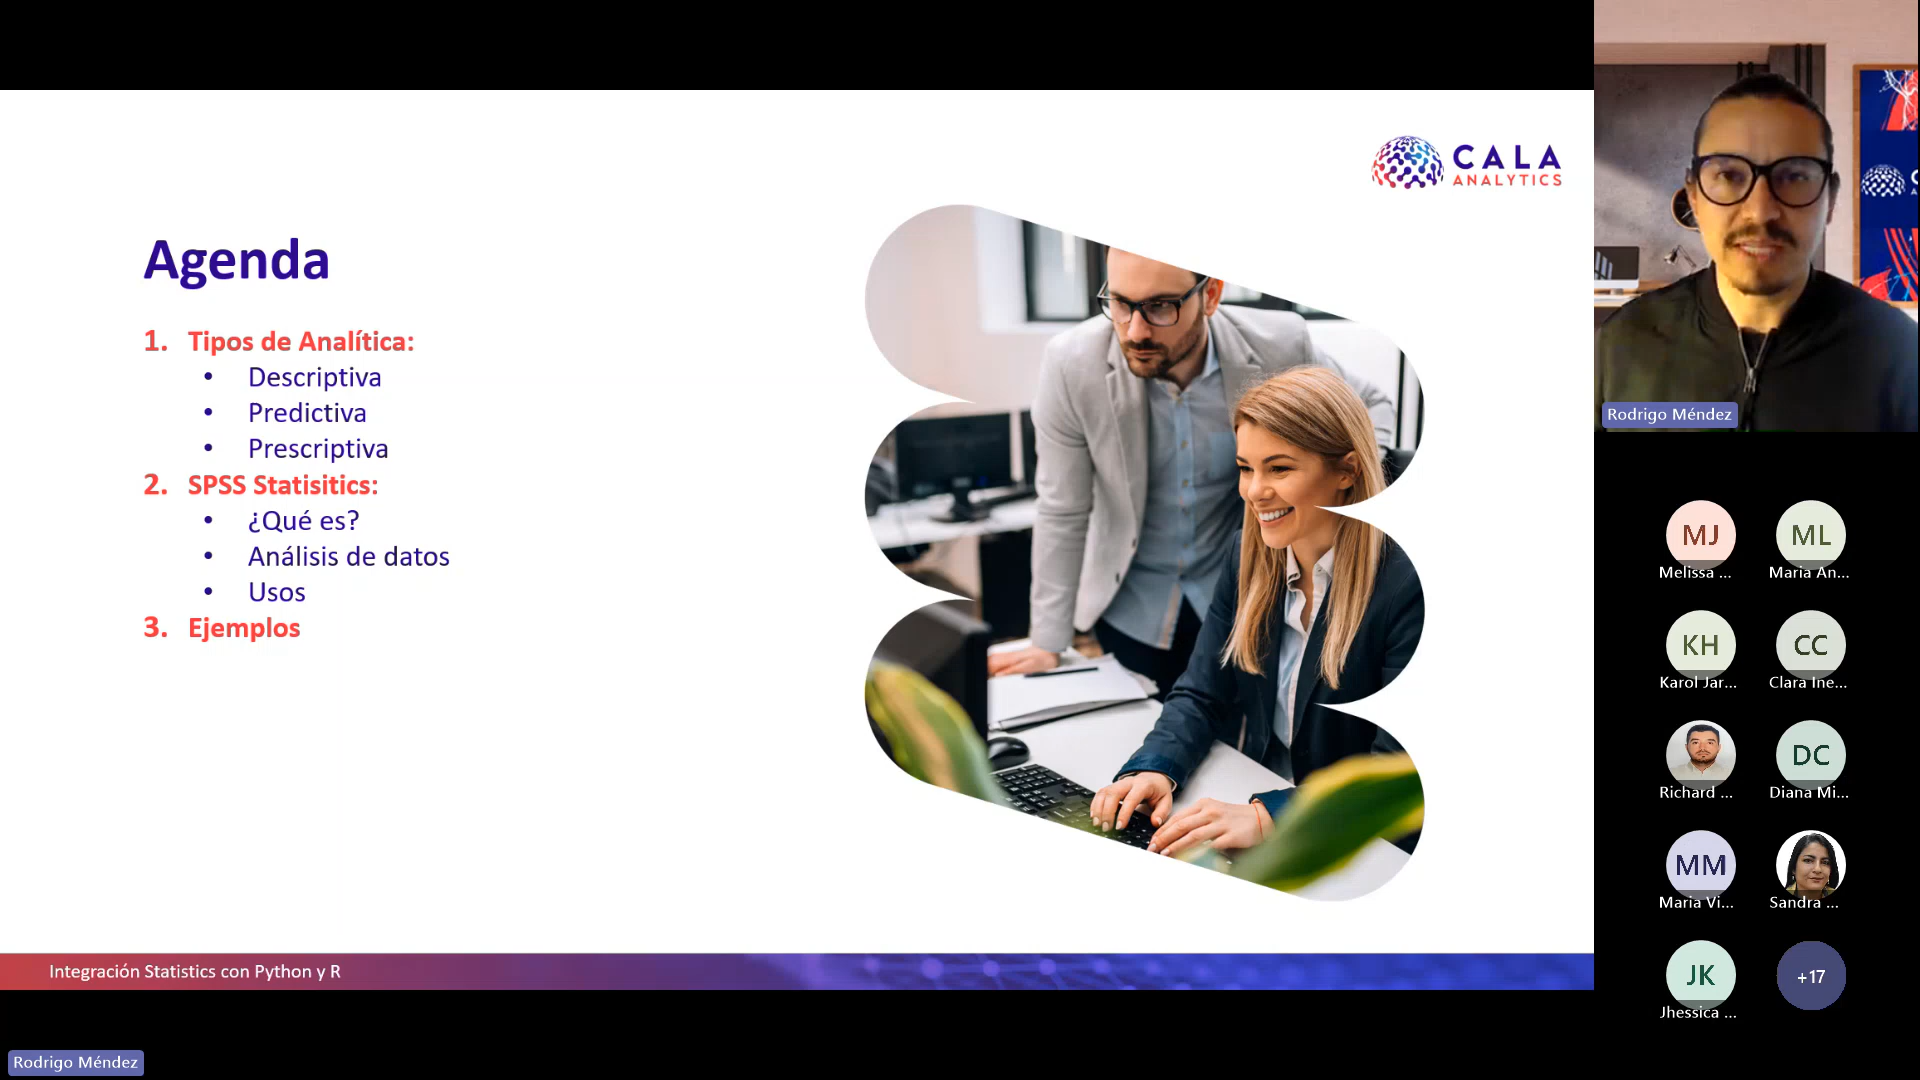 CALA
ANALYTICS
Agenda
1. Tipos de Analítica:
• Descriptiva
• Predictiva
• Prescriptiva
2. SPSS Statisitics:
• ¿Qué es?
• Análisis de datos
• Usos
3. Ejemplos
Integración Statistics con Python y R
Rodrigo Méndez
Rodrigo Méndez
MJ
Melissa ...
ML
Maria An...
KH
Karol Jar...
CC
Clara Ine...
Richard ...
DC
Diana Mi...
MM
Maria Vi...
Sandra ...
JK
Jhessica ...
+17